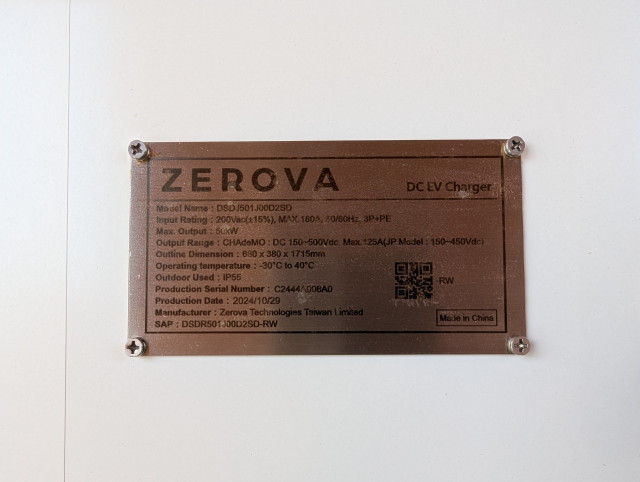 ZEROVA
DC EV Charger
Model Name : DSDJ501J00D2SD
Input Rating : 200Vac(±15%), MAX.180A, 50/60Hz, 3P+PE
Max. Output : 50kW
Output Range : CHAdeMO : DC 150~500Vdc, Max.125A(JP Model : 150~450Vdc)
Outline Dimension : 660 x 380 x 1715mm
Operating temperature : -30°C to 40°C
Outdoor Used : IP55
Production Serial Number : C2444A008A0
-RW
Production Date : 2024/10/29
Manufacturer : Zerova Technologies Taiwan Limited
SAP : DSDR501J00D2SD-RW
Made in China